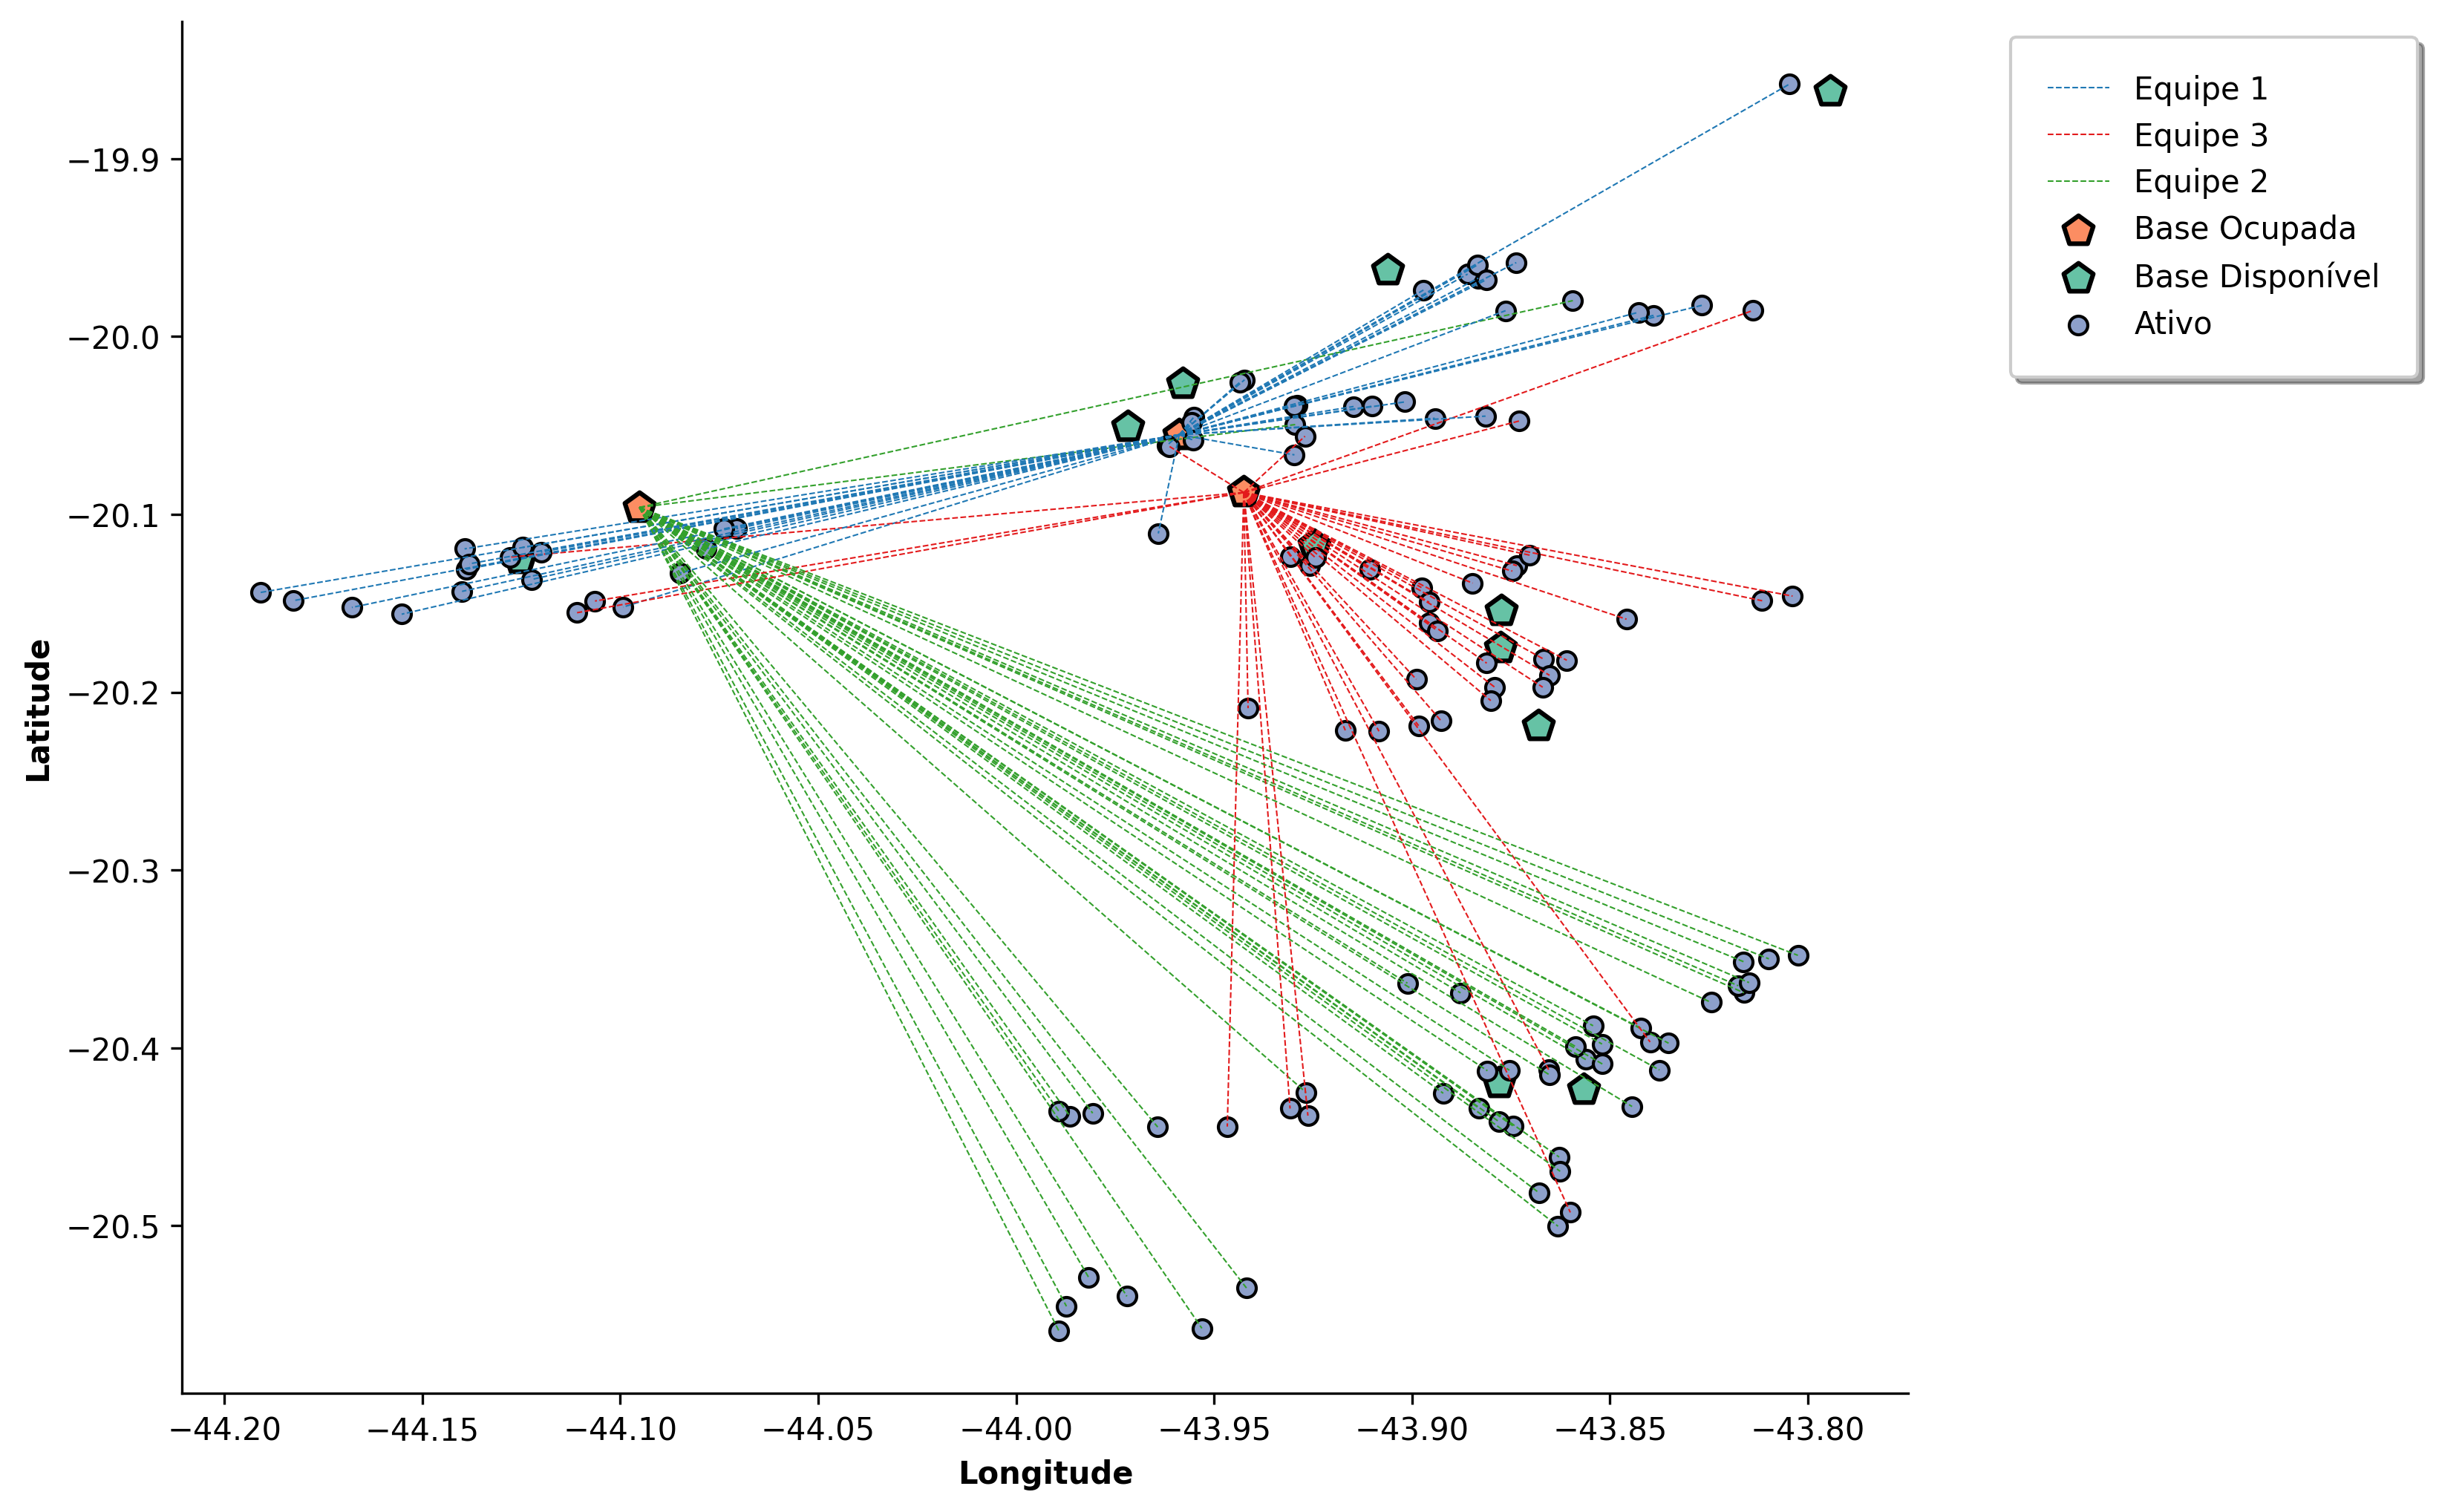 Equipe 1
Equipe 3
Equipe 2
Base Ocupada
Base Disponível
Ativo
−19.9
−20.0
−20.1
−20.2
−20.3
−20.4
−20.5
Latitude
−44.20 −44.15 −44.10 −44.05 −44.00 −43.95 −43.90 −43.85 −43.80
Longitude